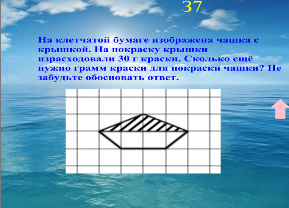 37
На клетчатой бумаге изображена чашка с
крышкой. На покраску крышки
израсходовали 30 г краски. Сколько ещё
нужно грамм краски для покраски чашки? Не
забудьте обосновать ответ.